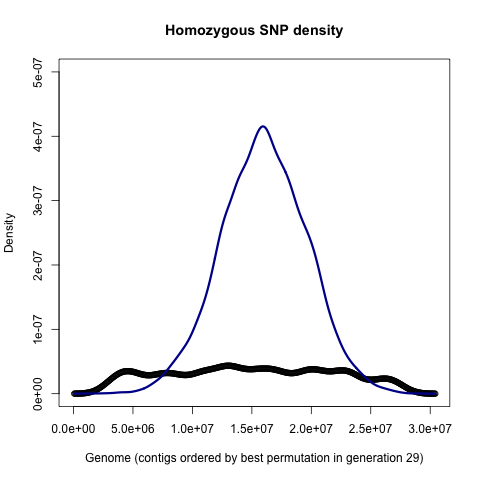 Homozygous SNP density
5e-07
4e-07
3e-07
2e-07
1e-07
0e+00
Density
0.0e+00 5.0e+06 1.0e+07 1.5e+07 2.0e+07 2.5e+07 3.0e+07
Genome (contigs ordered by best permutation in generation 29)